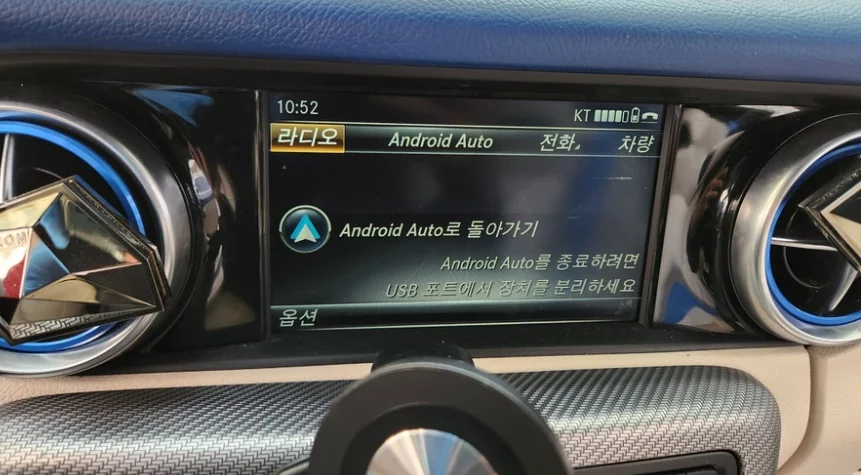 10:52 KT
라디오 Android Auto 전화 차량
Android Auto로 돌아가기
Android Auto를 종료하려면
USB 포트에서 장치를 분리하세요
옵션